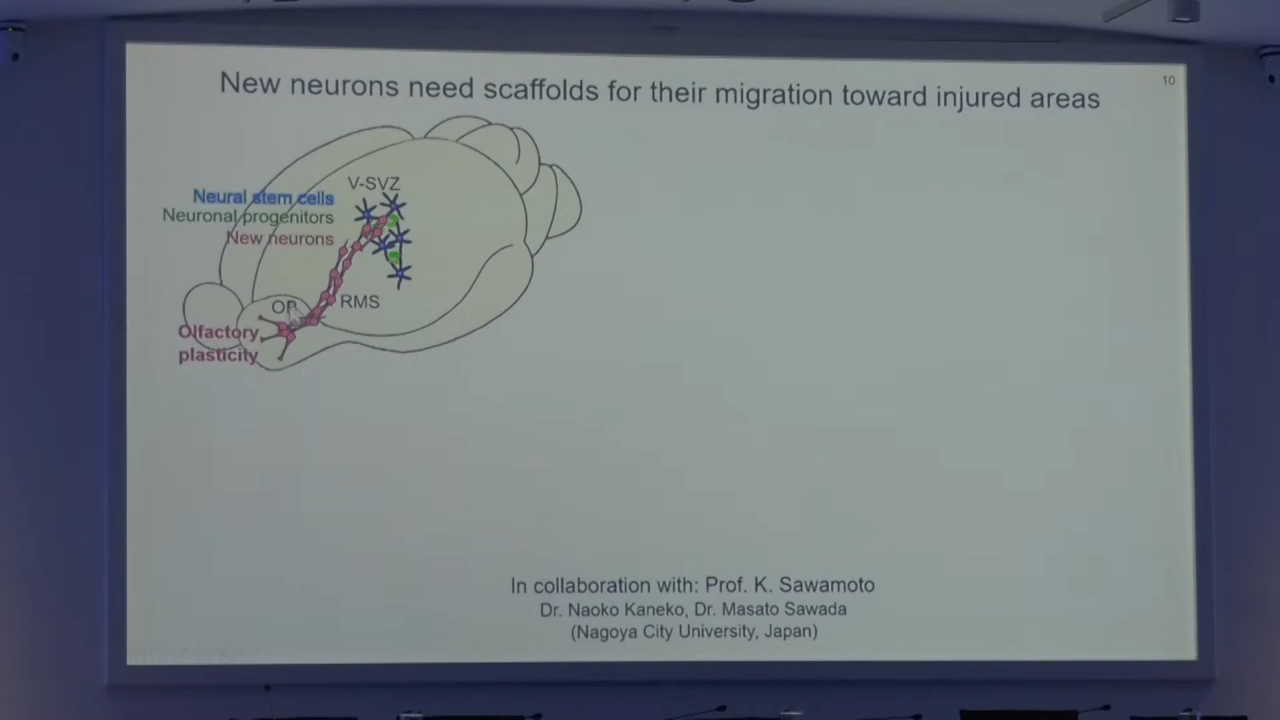 New neurons need scaffolds for their migration toward injured areas
10
V-SVZ
Neural stem cells
Neuronal progenitors
New neurons
OB
RMS
Olfactory
plasticity
In collaboration with: Prof. K. Sawamoto
Dr. Naoko Kaneko, Dr. Masato Sawada
(Nagoya City University, Japan)